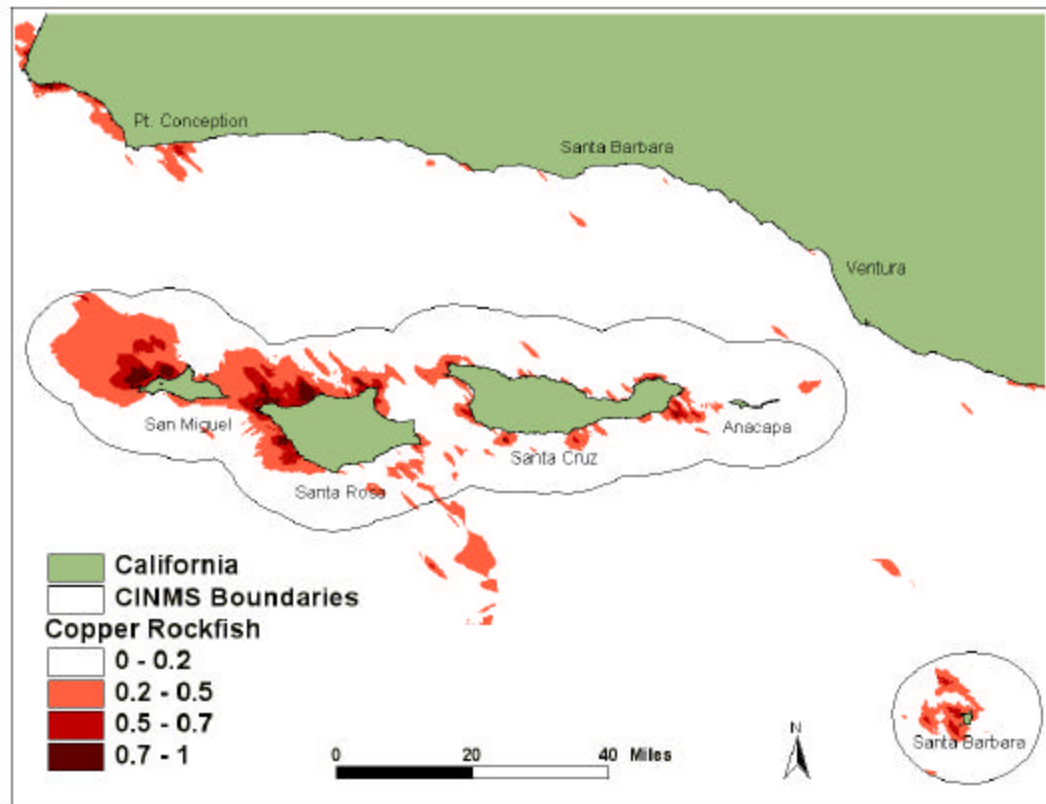 Pt. Conception
Santa Barbara
Ventura
San Miguel
Anacapa
Santa Cruz
Santa Rosa
California
CINMS Boundaries
Copper Rockfish
0 - 0.2
0.2 - 0.5
0.5 - 0.7
0.7 - 1
0 20 40 Miles
N
Santa Barbara